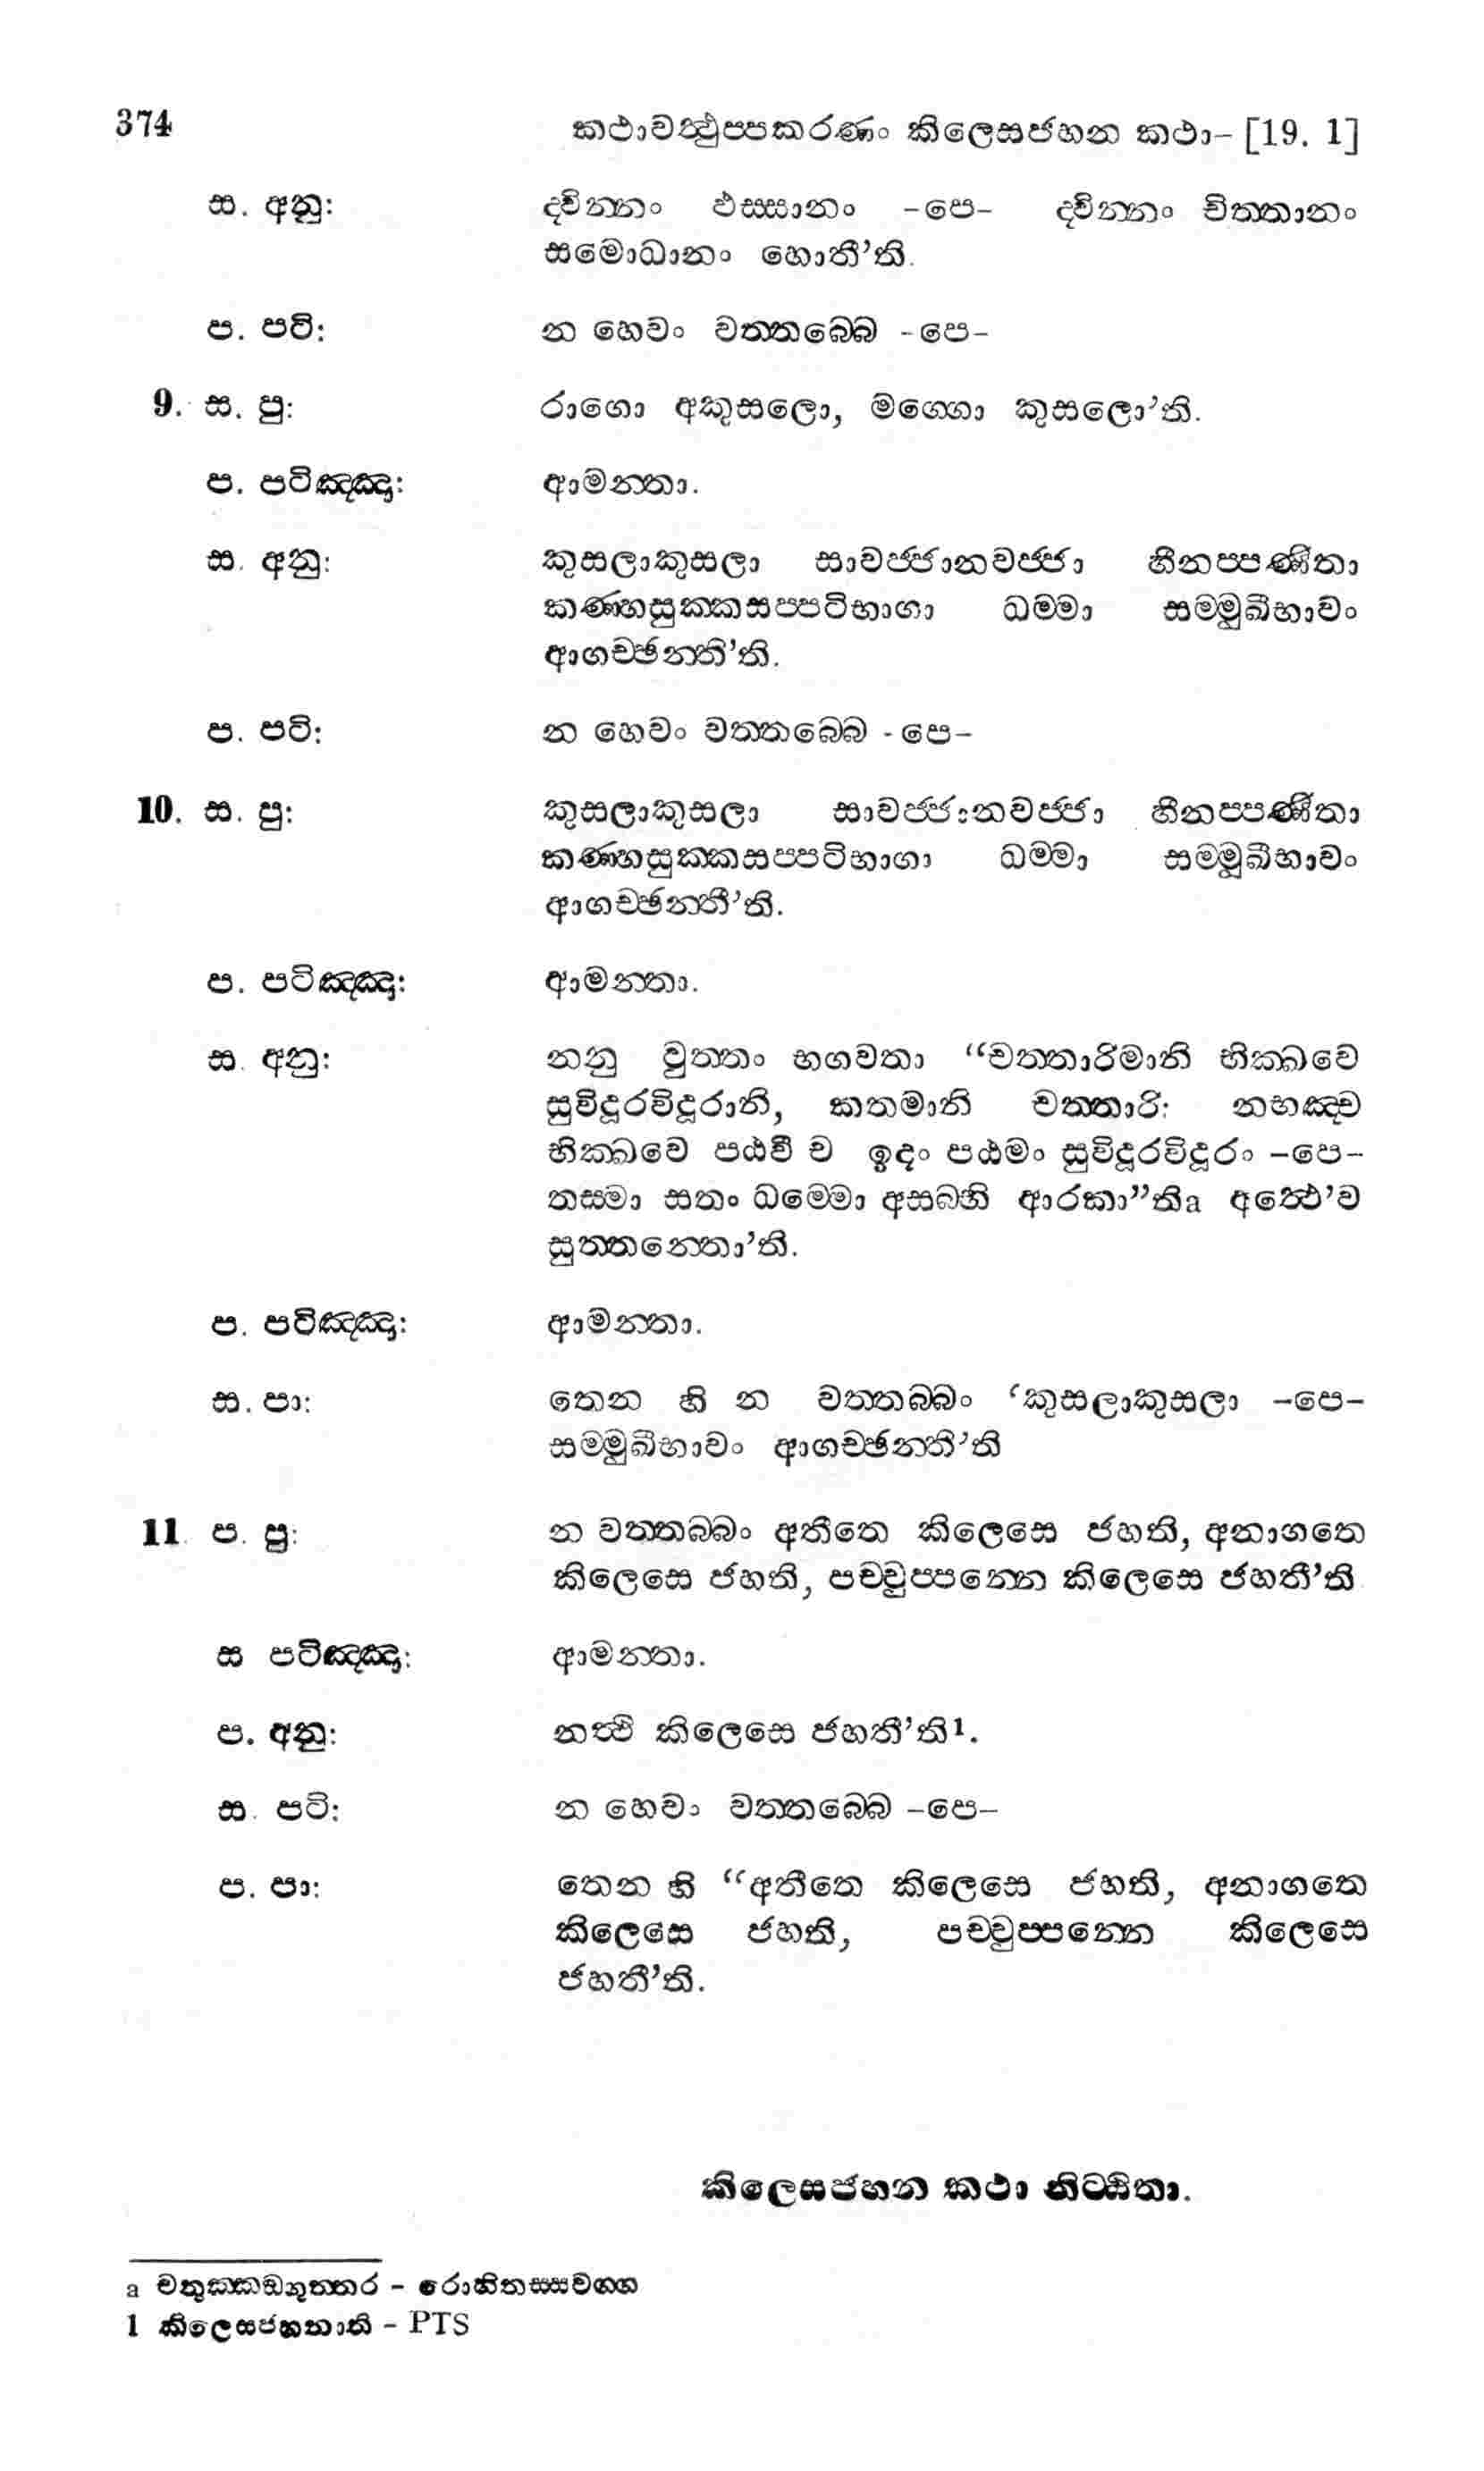 374 කථාවත්‍ථුප‍්පකරණං කිලෙසජහන කථා– [19. 1]
ස. අනු: ද‍්වින‍්නං ඵස‍්සානං –පෙ– ද‍්වින‍්නං චිත‍්තානං
සමොධානං හොතී’ති.
ප. පටි: න හෙවං වත‍්තබ‍්බෙ -පෙ–
9. ස. පු: රාගො අකුසලො, මග‍්ගො කුසලො’ති.
ප. පටිඤ‍්ඤා: ආමන‍්තා.
ස. අනු: කුසලාකුසලා සාවජ‍්ජානවජ‍්ජා හීනප‍්පණීතා
කණ‍්හසුක‍්කසප‍්පටිභාගා ධම‍්මා සම‍්මුඛීභාවං
ආගච‍්ඡන‍්තී’ති.
ප. පටි: න හෙවං වත‍්තබ‍්බෙ - පෙ–
10. ස. පු: කුසලාකුසලා සාවජ‍්ජානවජ‍්ජා හීනප‍්පණීතා
කණ‍්හසුක‍්කසප‍්පටිභාගා ධම‍්මා සම‍්මුඛීභාවං
ආගච‍්ඡන‍්තී’ති.
ප. පටිඤ‍්ඤා: ආමන‍්තා.
ස. අනු: නනු වුත‍්තං භගවතා “චත‍්තාරිමානි භික‍්ඛවෙ
සුවිදූරවිදූරානි, කතමානි චත‍්තාරි: නභඤ‍්ච
භික‍්ඛවෙ පඨවී ච ඉදං පඨමං සුවිදූරවිදූරං –පෙ–
තස‍්මා සතං ධම‍්මො අසබ‍්භි ආරකා”තිa අත්‍ථෙ’ව
සුත‍්තන‍්තො’ති.
ප. පටිඤ‍්ඤා: ආමන‍්තා.
ස. පා: තෙන හි න වත‍්තබ‍්බං ‘කුසලාකුසලා –පෙ–
සම‍්මුඛීභාවං ආගච‍්ඡන‍්තී’ති
11 ප. පු: න වත‍්තබ‍්බං අතීතෙ කිලෙසෙ ජහති, අනාගතෙ
කිලෙසෙ ජහති, පච‍්චුප‍්පන‍්නෙ කිලෙසෙ ජහතී’ති
ස පටිඤ‍්ඤා: ආමන‍්තා.
ප. අනු: නත්‍ථි කිලෙසෙ ජහතී’ති1.
ස. පටි: න හෙවං වත‍්තබ‍්බෙ –පෙ–
ප. පා: තෙන හි “අතීතෙ කිලෙසෙ ජහති, අනාගතෙ
කිලෙසෙ ජහති, පච‍්චුප‍්පන‍්නෙ කිලෙසෙ
ජහතී’ති.
කිලෙසජහන කථා නිට‍්ඨිතා.
a චතුක‍්කඞ‍්ගුත‍්තර – රොහිතස‍්සවග‍්ග
1 කිලෙසජහනාති – PTS